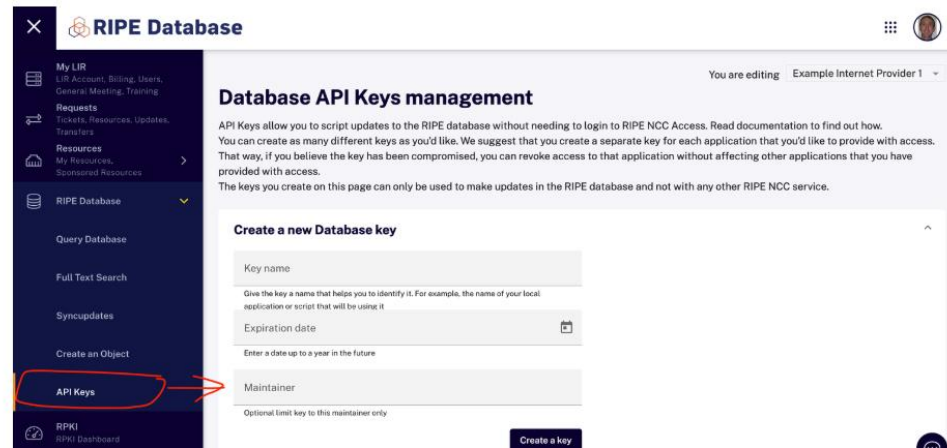 RIPE Database
My LIR
LIR Account, Billing, Users,
General Meeting, Training
Requests
Tickets, Resources, Updates,
Transfers
Resources
My Resources,
Sponsored Resources
RIPE Database
Query Database
Full Text Search
Syncupdates
Create an Object
API Keys
RPKI
RPKI Dashboard
You are editing Example Internet Provider 1
Database API Keys management
API Keys allow you to script updates to the RIPE database without needing to login to RIPE NCC Access. Read documentation to find out how.
You can create as many different keys as you'd like. We suggest that you create a separate key for each application that you'd like to provide with access.
That way, if you believe the key has been compromised, you can revoke access to that application without affecting other applications that you have
provided with access.
The keys you create on this page can only be used to make updates in the RIPE database and not with any other RIPE NCC service.
Create a new Database key
Key name
Give the key a name that helps you to identify it. For example, the name of your local
application or script that will be using it
Expiration date
Enter a date up to a year in the future
Maintainer
Optional limit key to this maintainer only
Create a key